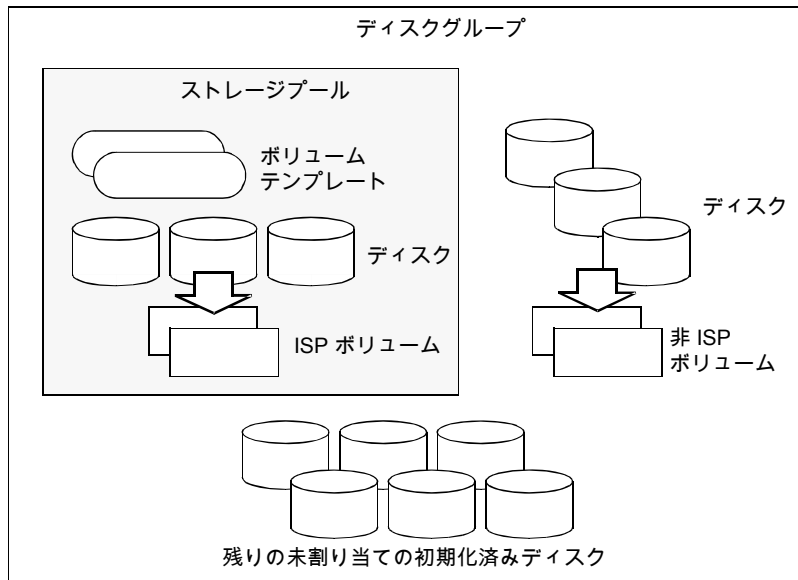 ディスクグループ
ストレージプール
ボリューム
テンプレート
ディスク
ISP ボリューム
ディスク
非 ISP
ボリューム
残りの未割り当ての初期化済みディスク